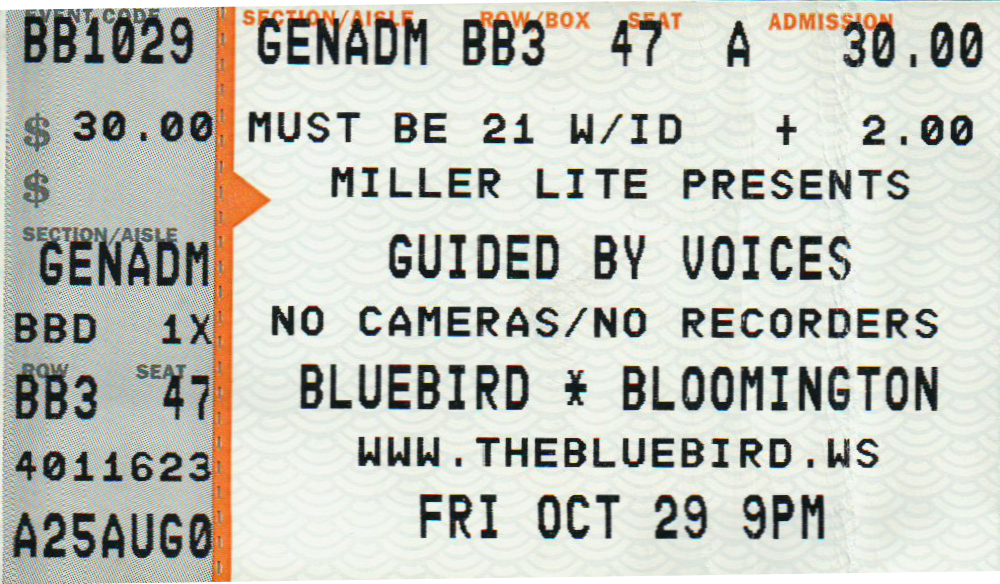 EVENT CODE
BB1029
$ 30.00
$
SECTION/AISLE
GENADM
BBD 1X
ROW SEAT
BB3 47
4011623
A25AUG0
SECTION/AISLE ROW/BOX SEAT ADMISSION
GENADM BB3 47 A 30.00
MUST BE 21 W/ID + 2.00
MILLER LITE PRESENTS
GUIDED BY VOICES
NO CAMERAS/NO RECORDERS
BLUEBIRD * BLOOMINGTON
WWW.THEBLUEBIRD.WS
FRI OCT 29 9PM